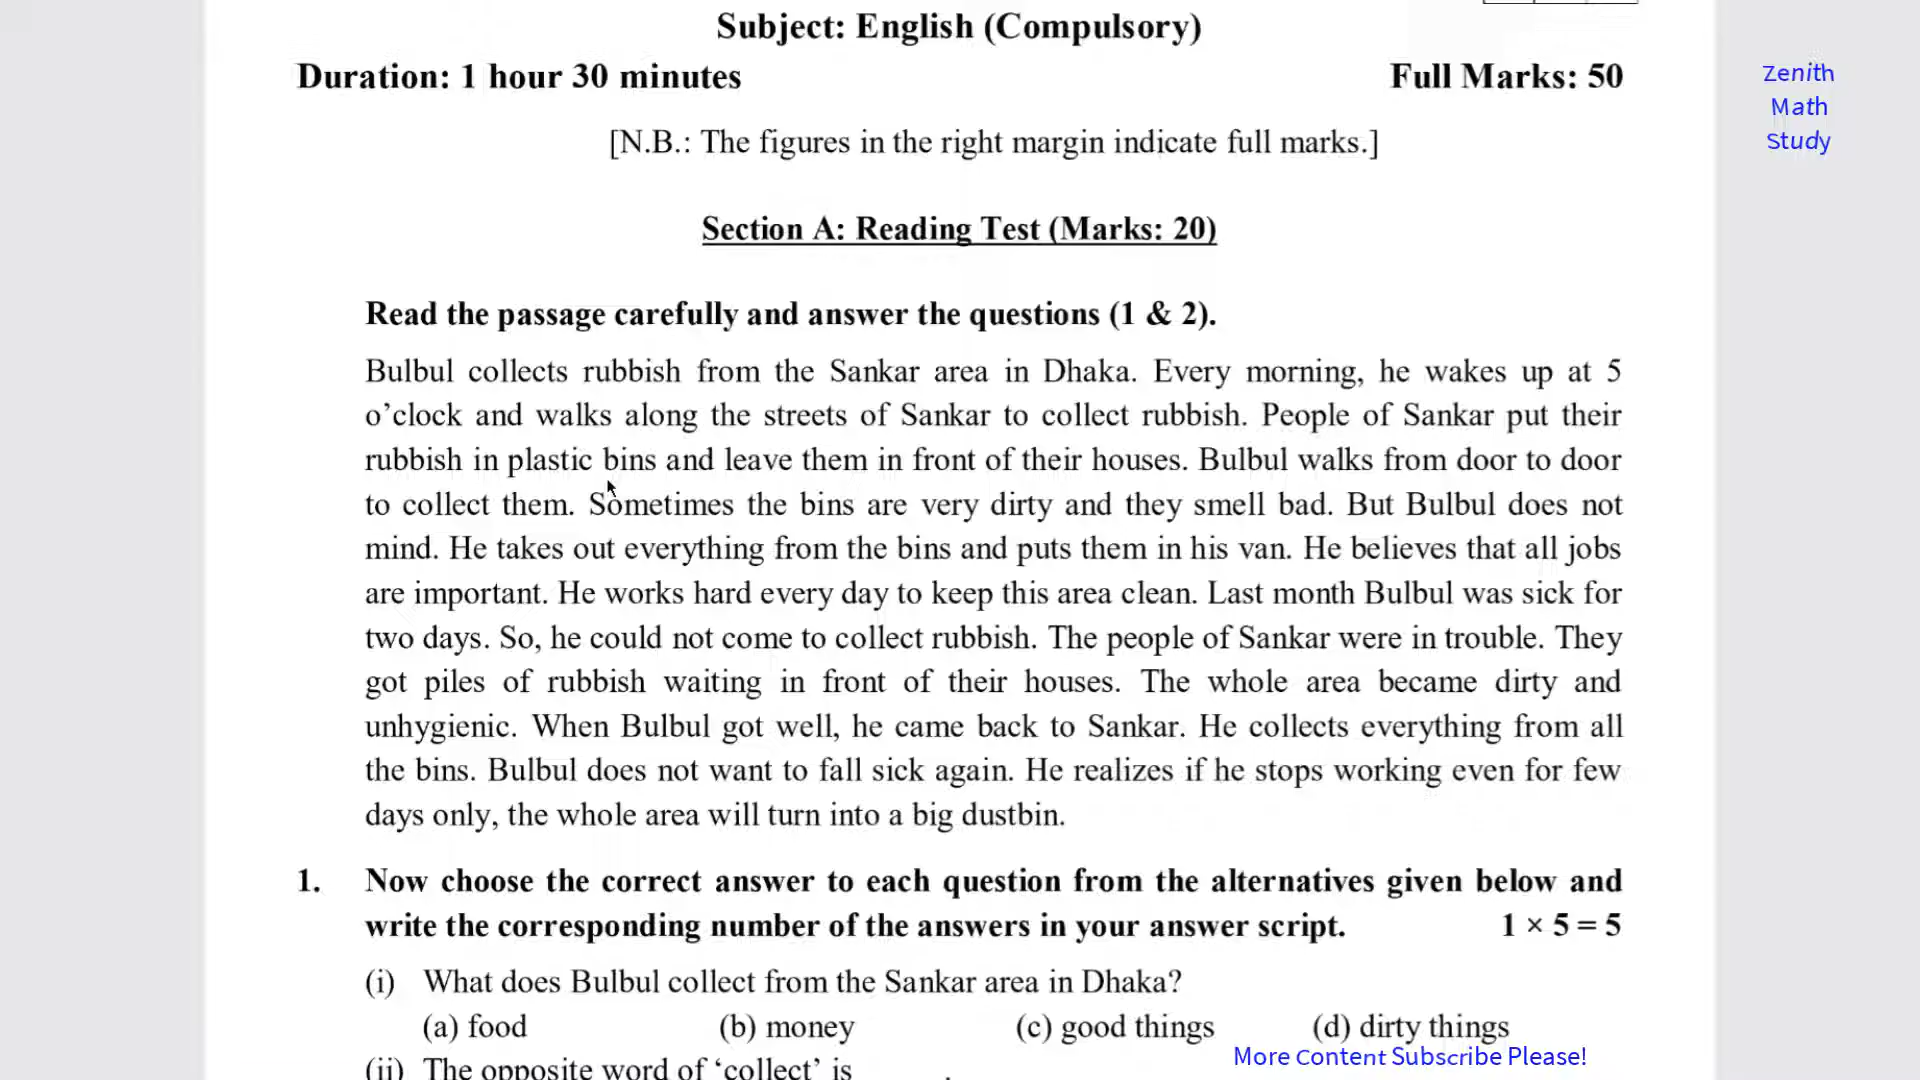 Subject: English (Compulsory)
Duration: 1 hour 30 minutes Full Marks: 50
Zenith
Math
Study
[N.B.: The figures in the right margin indicate full marks.]
Section A: Reading Test (Marks: 20)
Read the passage carefully and answer the questions (1 & 2).
Bulbul collects rubbish from the Sankar area in Dhaka. Every morning, he wakes up at 5
o’clock and walks along the streets of Sankar to collect rubbish. People of Sankar put their
rubbish in plastic bins and leave them in front of their houses. Bulbul walks from door to door
to collect them. Sometimes the bins are very dirty and they smell bad. But Bulbul does not
mind. He takes out everything from the bins and puts them in his van. He believes that all jobs
are important. He works hard every day to keep this area clean. Last month Bulbul was sick for
two days. So, he could not come to collect rubbish. The people of Sankar were in trouble. They
got piles of rubbish waiting in front of their houses. The whole area became dirty and
unhygienic. When Bulbul got well, he came back to Sankar. He collects everything from all
the bins. Bulbul does not want to fall sick again. He realizes if he stops working even for few
days only, the whole area will turn into a big dustbin.
1. Now choose the correct answer to each question from the alternatives given below and
write the corresponding number of the answers in your answer script. 1 × 5 = 5
(i) What does Bulbul collect from the Sankar area in Dhaka?
(a) food (b) money (c) good things (d) dirty things
More Content Subscribe Please!
(ii) The opposite word of ‘collect’ is ______.